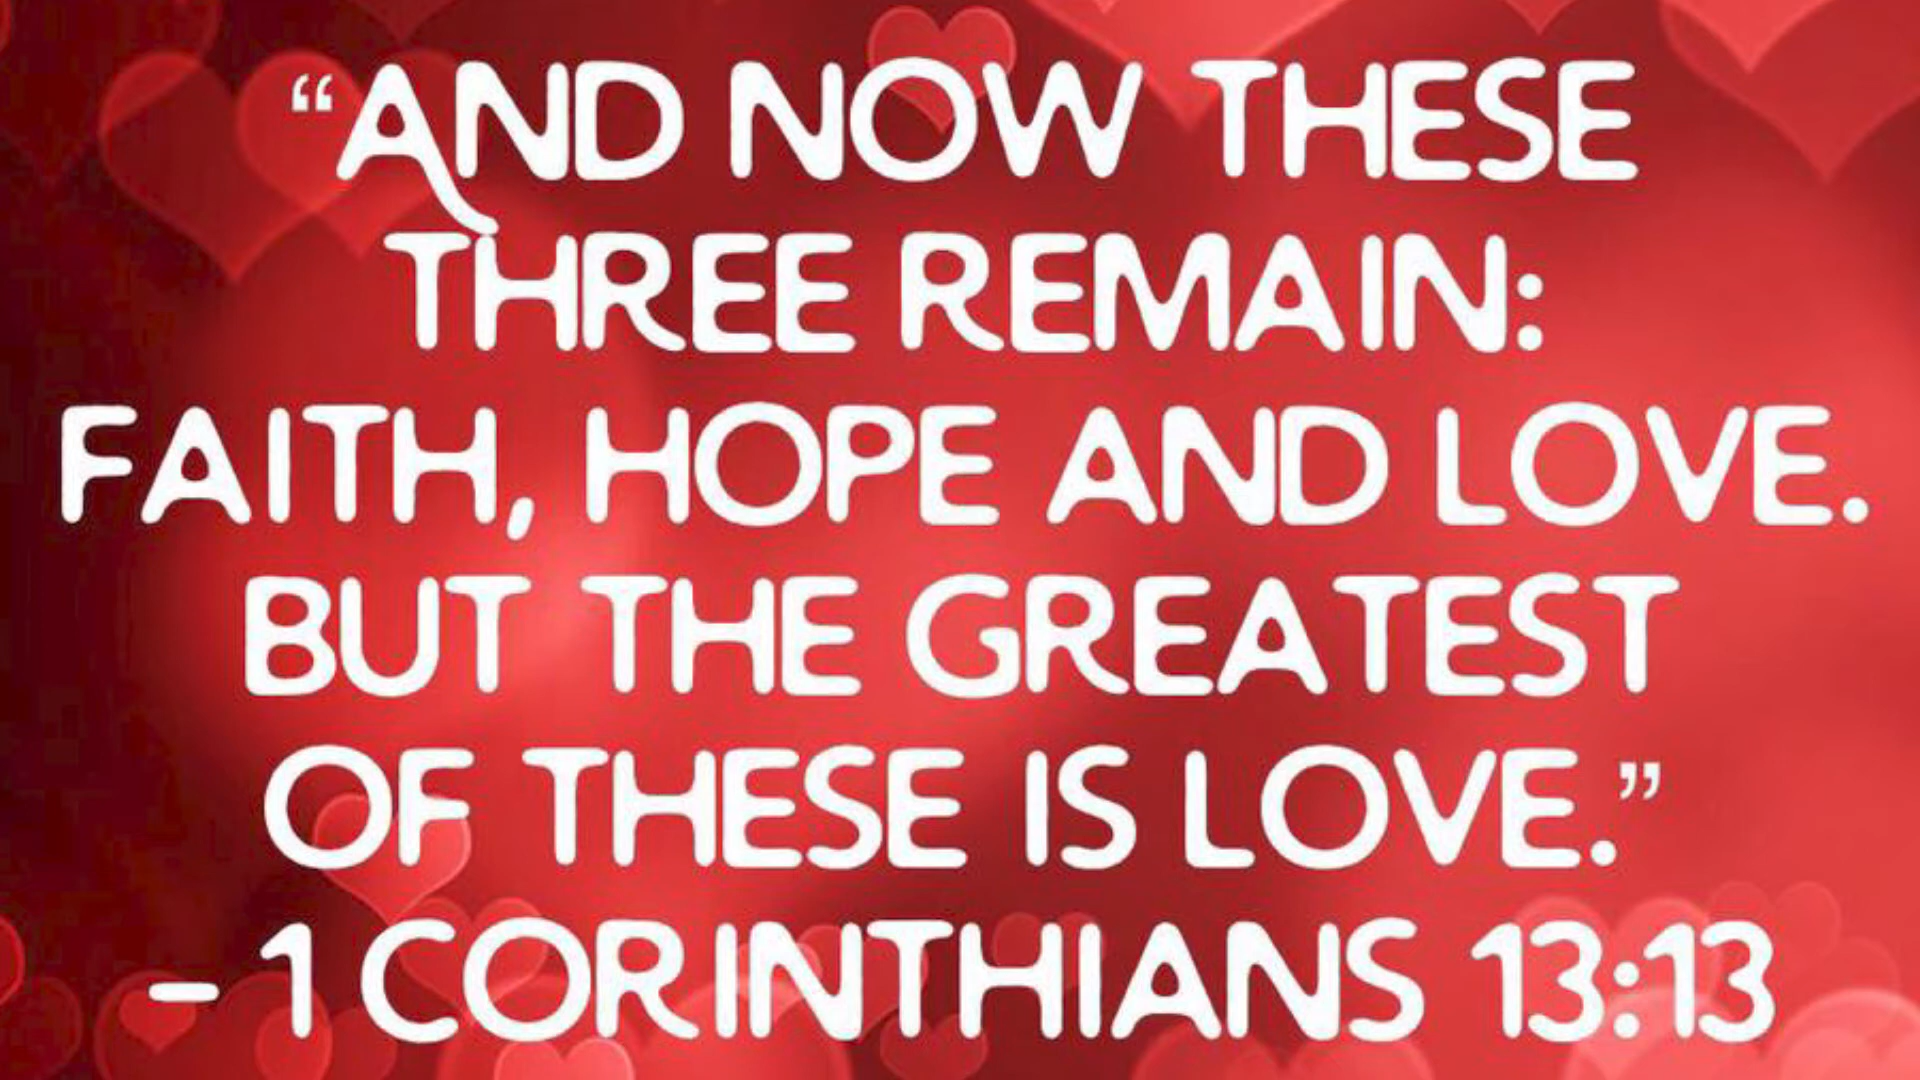 “AND NOW THESE
THREE REMAIN:
FAITH, HOPE AND LOVE.
BUT THE GREATEST
OF THESE IS LOVE.”
– 1 CORINTHIANS 13:13